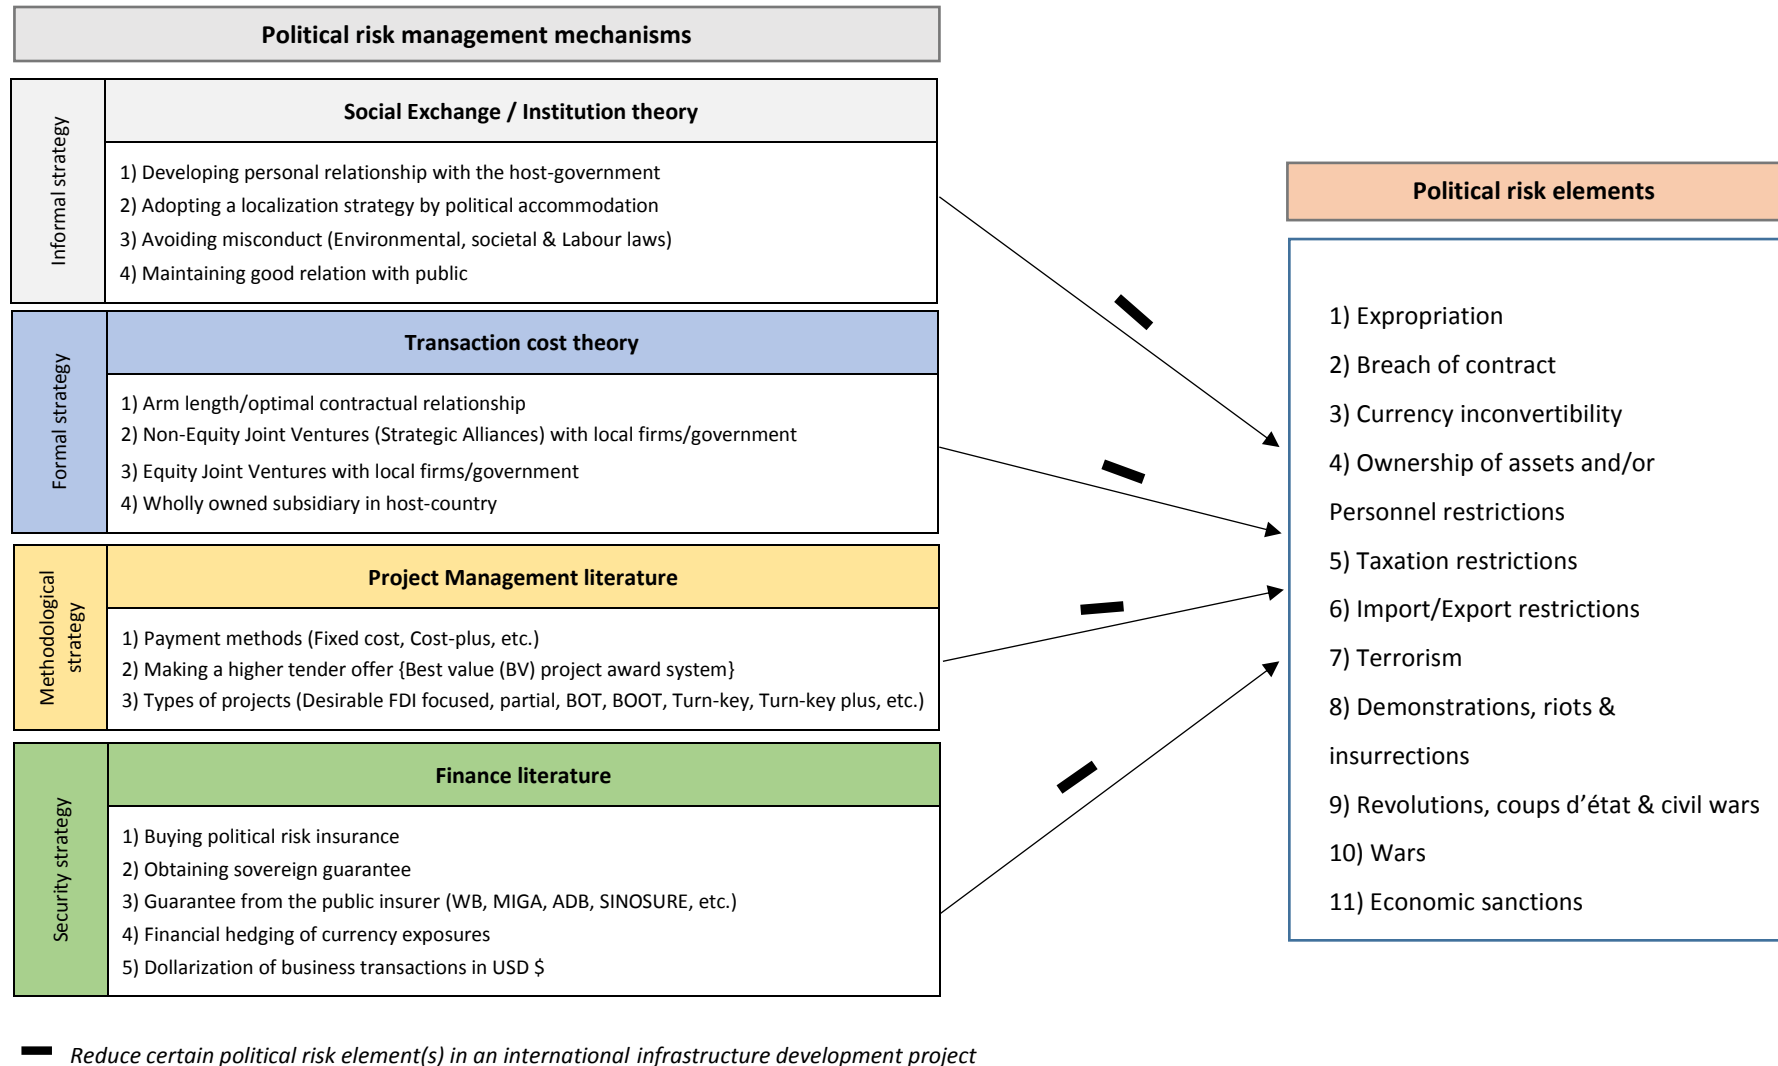 Political risk management mechanisms
Informal strategy
Social Exchange / Institution theory
1) Developing personal relationship with the host-government
2) Adopting a localization strategy by political accommodation
3) Avoiding misconduct (Environmental, societal & Labour laws)
4) Maintaining good relation with public
Formal strategy
Transaction cost theory
1) Arm length/optimal contractual relationship
2) Non-Equity Joint Ventures (Strategic Alliances) with local firms/government
3) Equity Joint Ventures with local firms/government
4) Wholly owned subsidiary in host-country
Methodological
strategy
Project Management literature
1) Payment methods (Fixed cost, Cost-plus, etc.)
2) Making a higher tender offer {Best value (BV) project award system}
3) Types of projects (Desirable FDI focused, partial, BOT, BOOT, Turn-key, Turn-key plus, etc.)
Security strategy
Finance literature
1) Buying political risk insurance
2) Obtaining sovereign guarantee
3) Guarantee from the public insurer (WB, MIGA, ADB, SINOSURE, etc.)
4) Financial hedging of currency exposures
5) Dollarization of business transactions in USD $
Political risk elements
1) Expropriation
2) Breach of contract
3) Currency inconvertibility
4) Ownership of assets and/or
Personnel restrictions
5) Taxation restrictions
6) Import/Export restrictions
7) Terrorism
8) Demonstrations, riots &
insurrections
9) Revolutions, coups d’état & civil wars
10) Wars
11) Economic sanctions
Reduce certain political risk element(s) in an international infrastructure development project